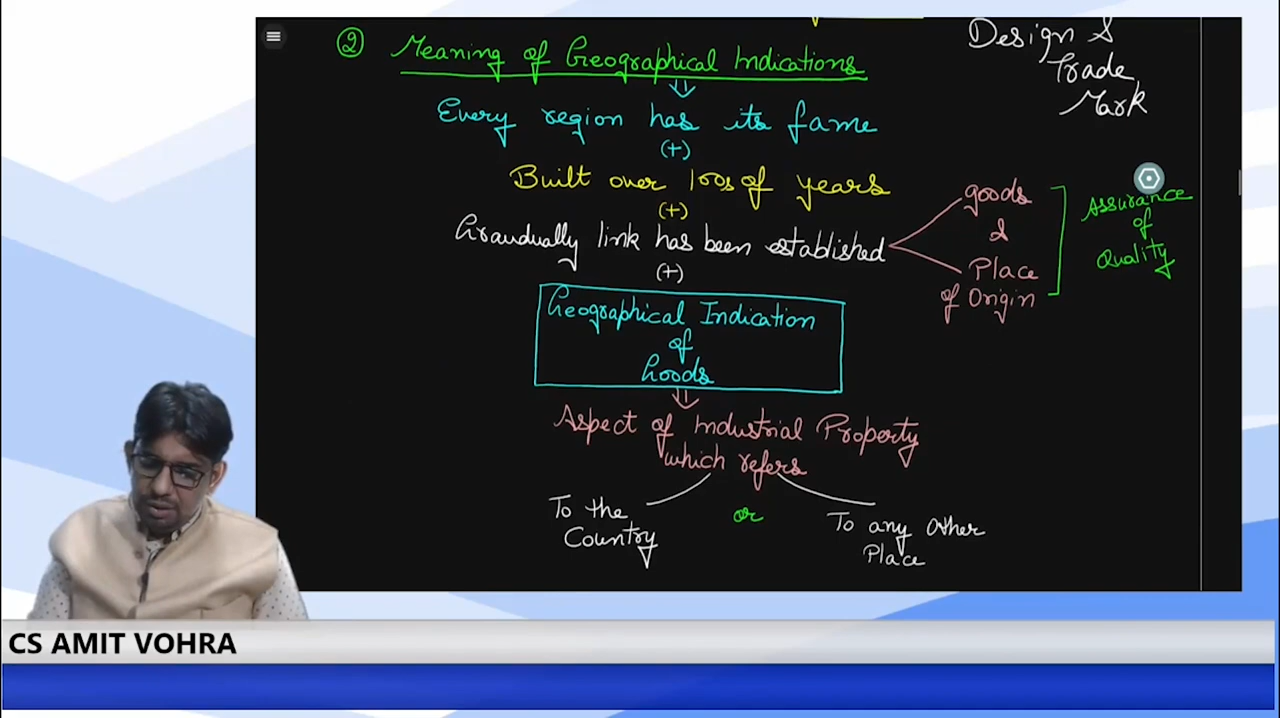 Design &
Trade
Mark
② Meaning of Geographical Indications
Every region has its fame
(+)
Built over 100s of years
(+)
Graudually link has been established
goods
&
Place
of Origin
Assurance
of
Quality
(+)
Geographical Indication
of
Goods
Aspect of Industrial Property
which refers
To the
Country
or
To any Other
Place
CS AMIT VOHRA